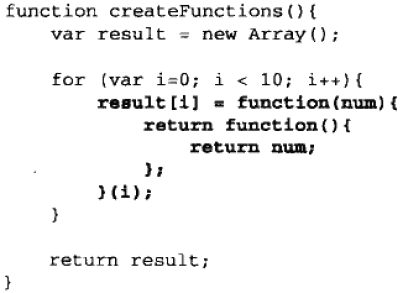 function createFunctions(){
    var result = new Array();

    for (var i=0; i < 10; i++){
        result[i] = function(num){
            return function(){
                return num;
            };
        }(i);
    }

    return result;
}